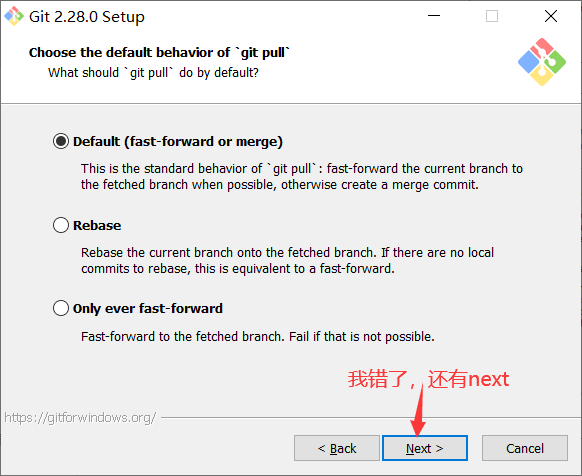 Git 2.28.0 Setup
Choose the default behavior of `git pull`
What should `git pull` do by default?
Default (fast-forward or merge)
This is the standard behavior of `git pull`: fast-forward the current branch to
the fetched branch when possible, otherwise create a merge commit.
Rebase
Rebase the current branch onto the fetched branch. If there are no local
commits to rebase, this is equivalent to a fast-forward.
Only ever fast-forward
Fast-forward to the fetched branch. Fail if that is not possible.
我错了，还有next
https://gitforwindows.org/
< Back
Next >
Cancel